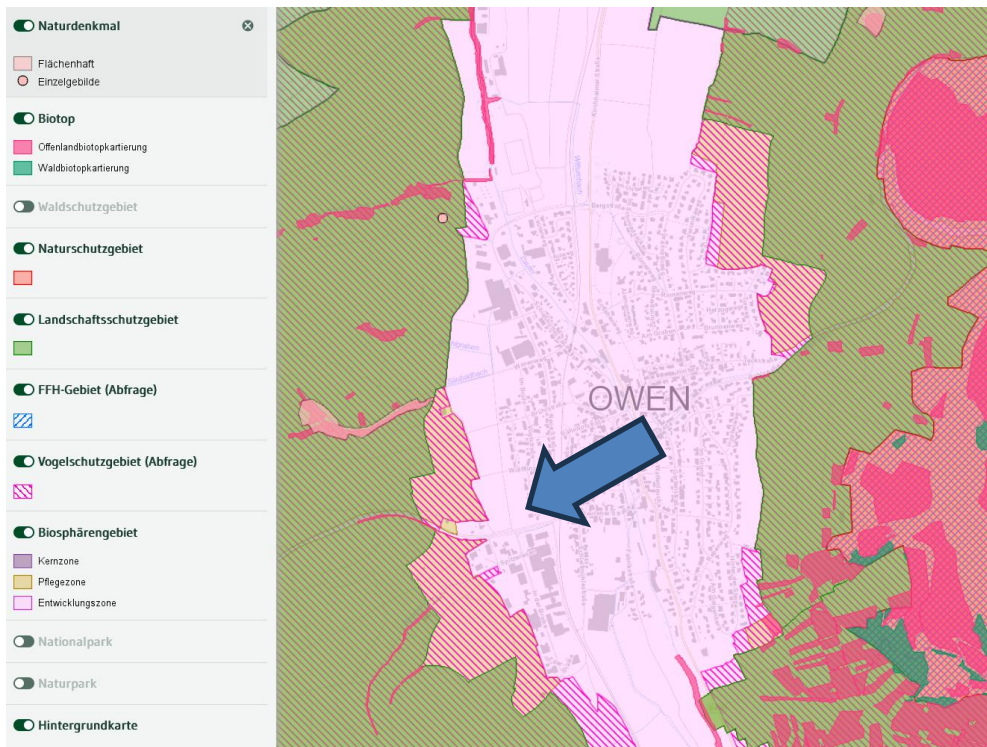 Naturdenkmal
Flächenhaft
Einzelgebilde
Biotop
Offenlandbiotopkartierung
Waldbiotopkartierung
Waldschutzgebiet
Naturschutzgebiet
Landschaftsschutzgebiet
FFH-Gebiet (Abfrage)
Vogelschutzgebiet (Abfrage)
Biosphärengebiet
Kernzone
Pflegezone
Entwicklungszone
Nationalpark
Naturpark
Hintergrundkarte
OWEN